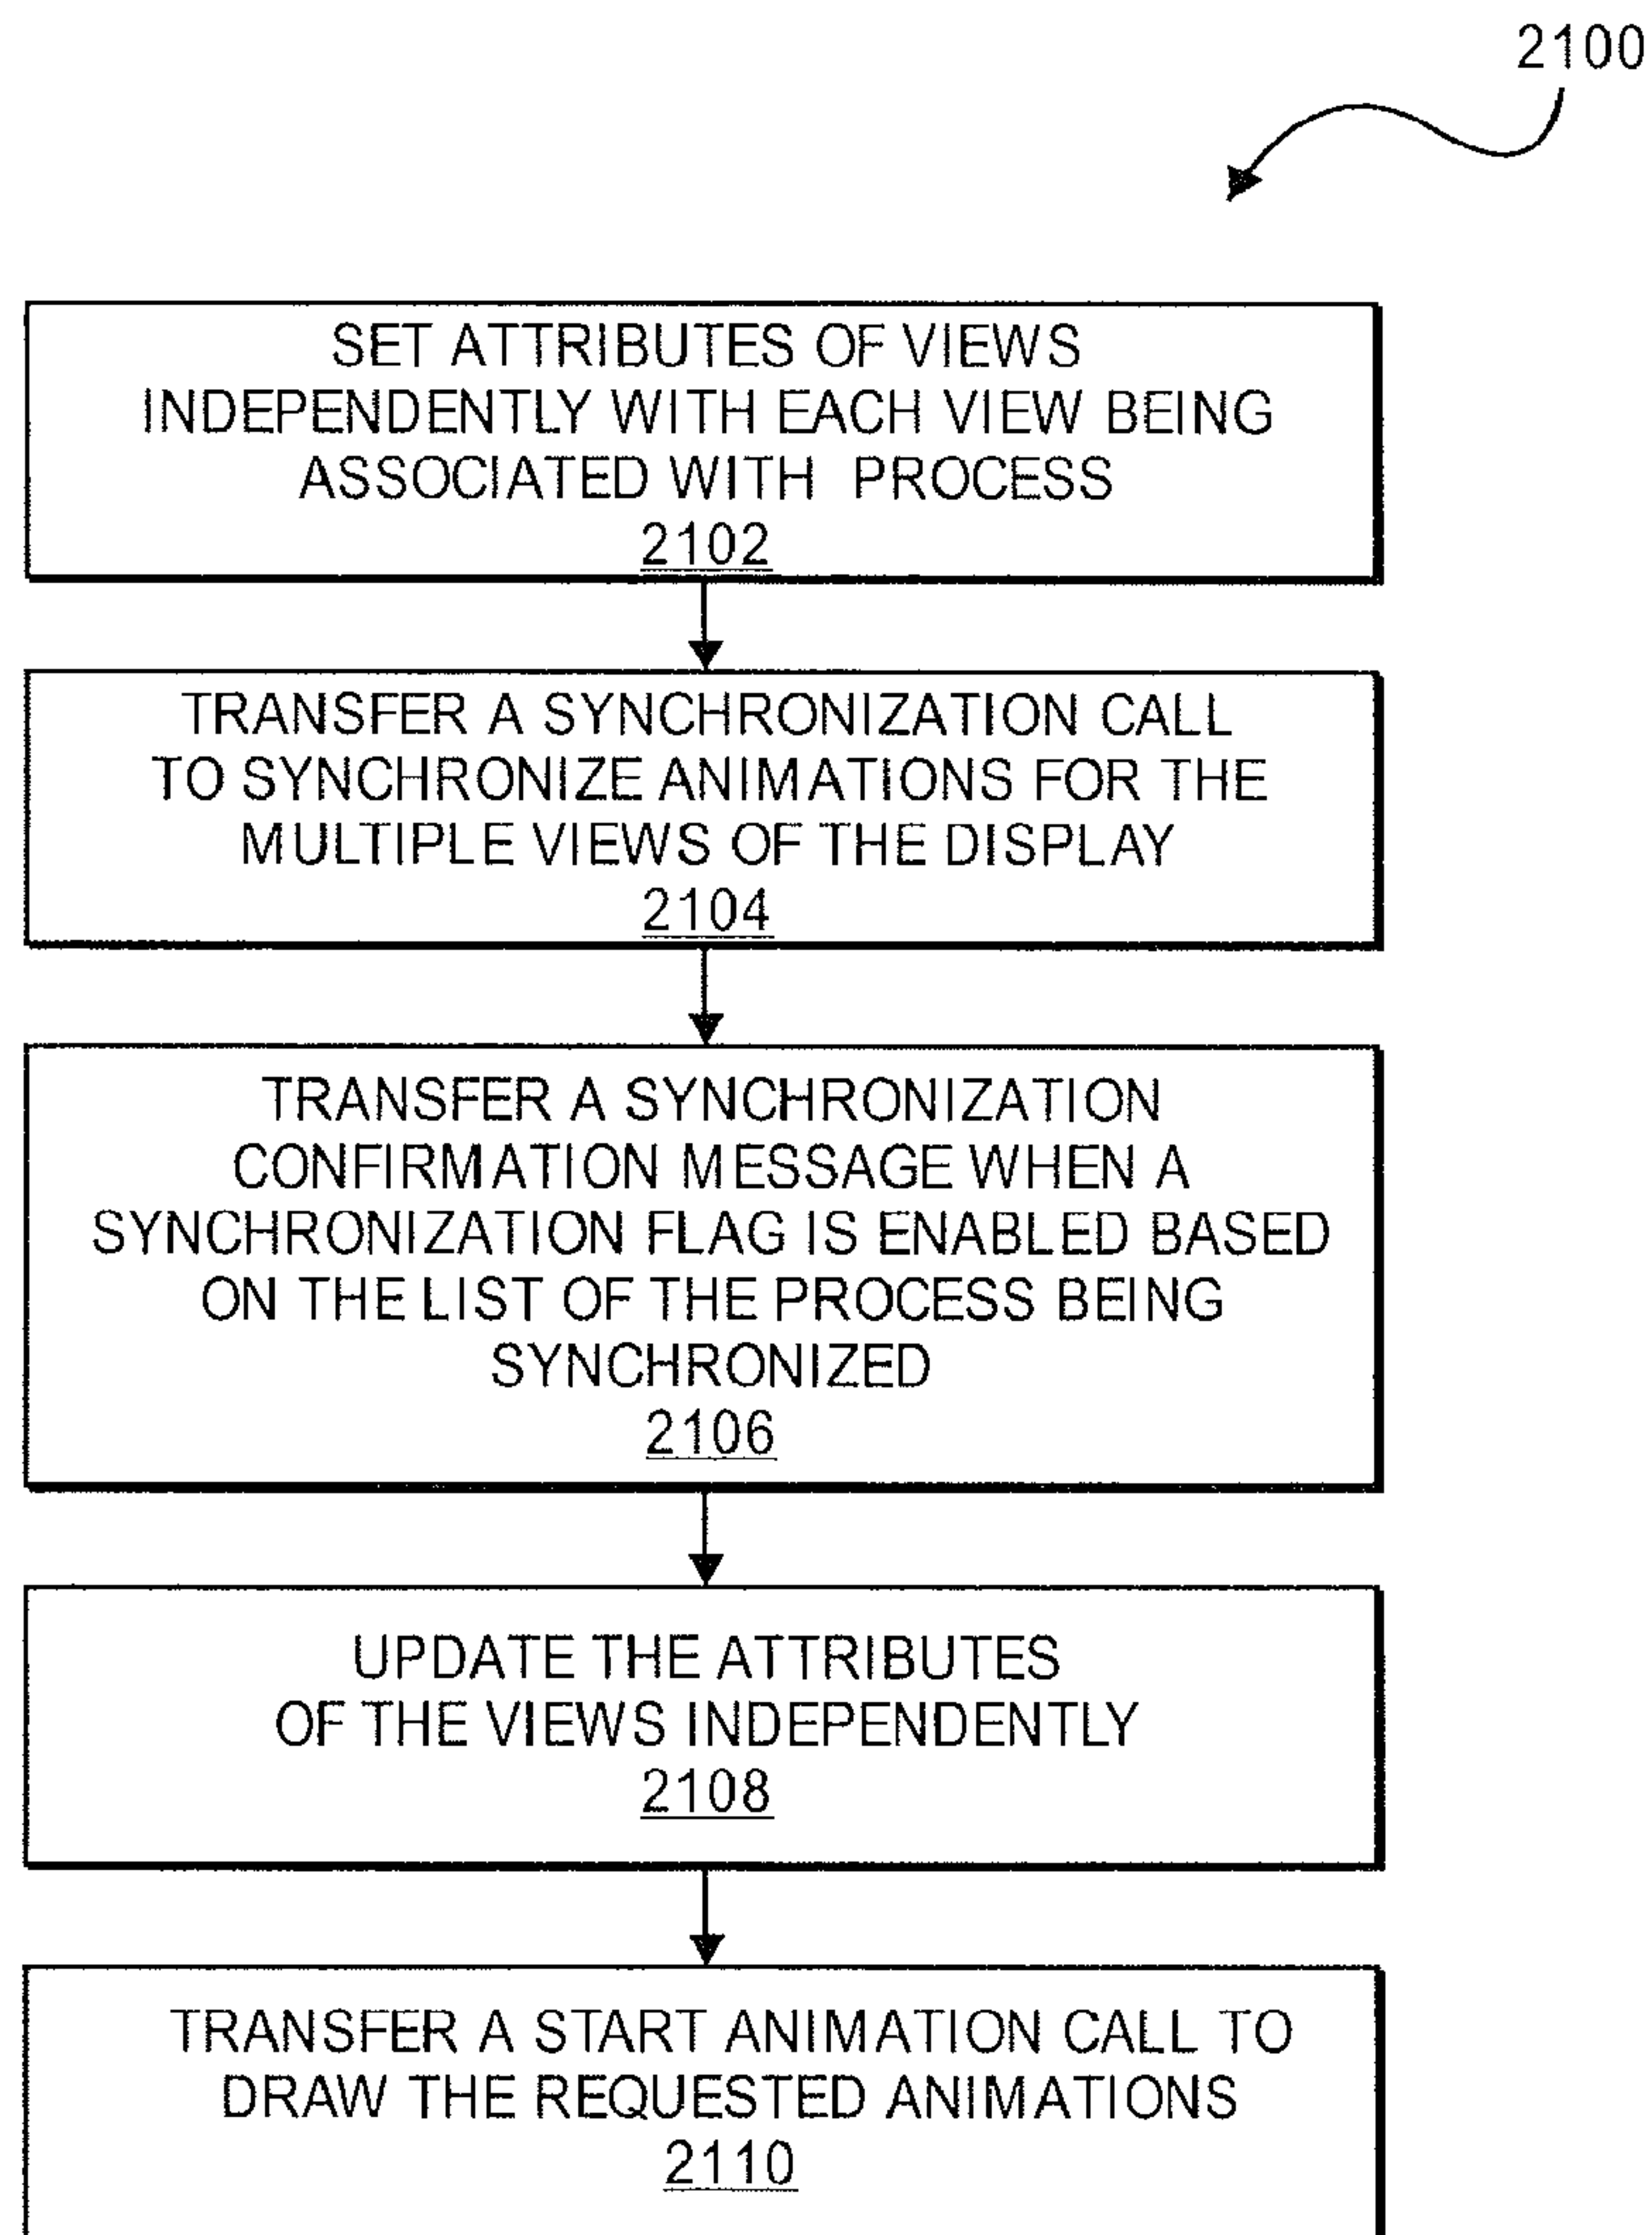 2100
SET ATTRIBUTES OF VIEWS
INDEPENDENTLY WITH EACH VIEW BEING
ASSOCIATED WITH PROCESS
2102
TRANSFER A SYNCHRONIZATION CALL
TO SYNCHRONIZE ANIMATIONS FOR THE
MULTIPLE VIEWS OF THE DISPLAY
2104
TRANSFER A SYNCHRONIZATION
CONFIRMATION MESSAGE WHEN A
SYNCHRONIZATION FLAG IS ENABLED BASED
ON THE LIST OF THE PROCESS BEING
SYNCHRONIZED
2106
UPDATE THE ATTRIBUTES
OF THE VIEWS INDEPENDENTLY
2108
TRANSFER A START ANIMATION CALL TO
DRAW THE REQUESTED ANIMATIONS
2110